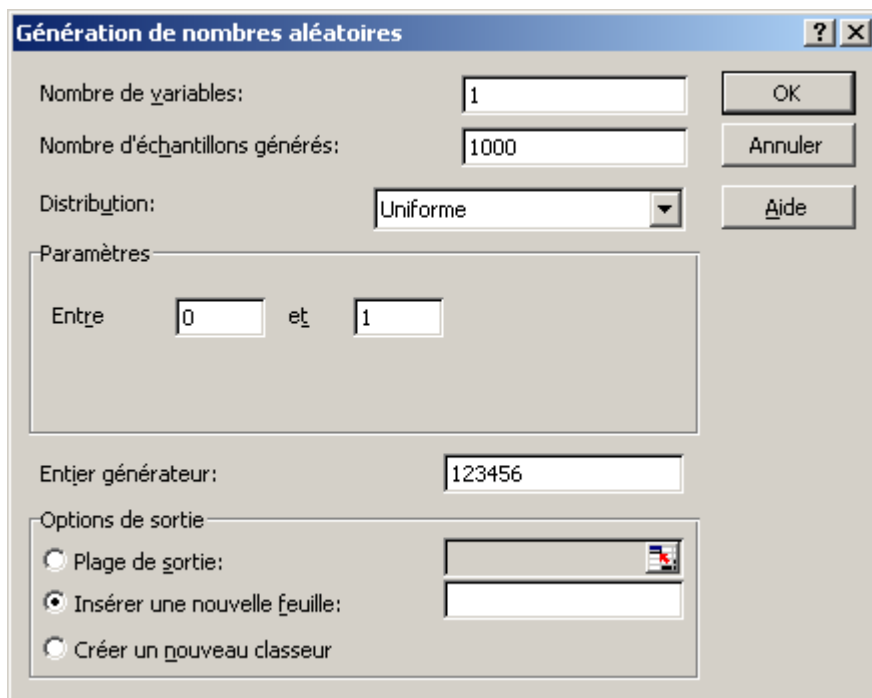 Génération de nombres aléatoires
Nombre de variables: 1 OK
Nombre d'échantillons générés: 1000 Annuler
Distribution: Uniforme Aide
Paramètres
Entre 0 et 1
Entier générateur: 123456
Options de sortie
Plage de sortie:
Insérer une nouvelle feuille:
Créer un nouveau classeur